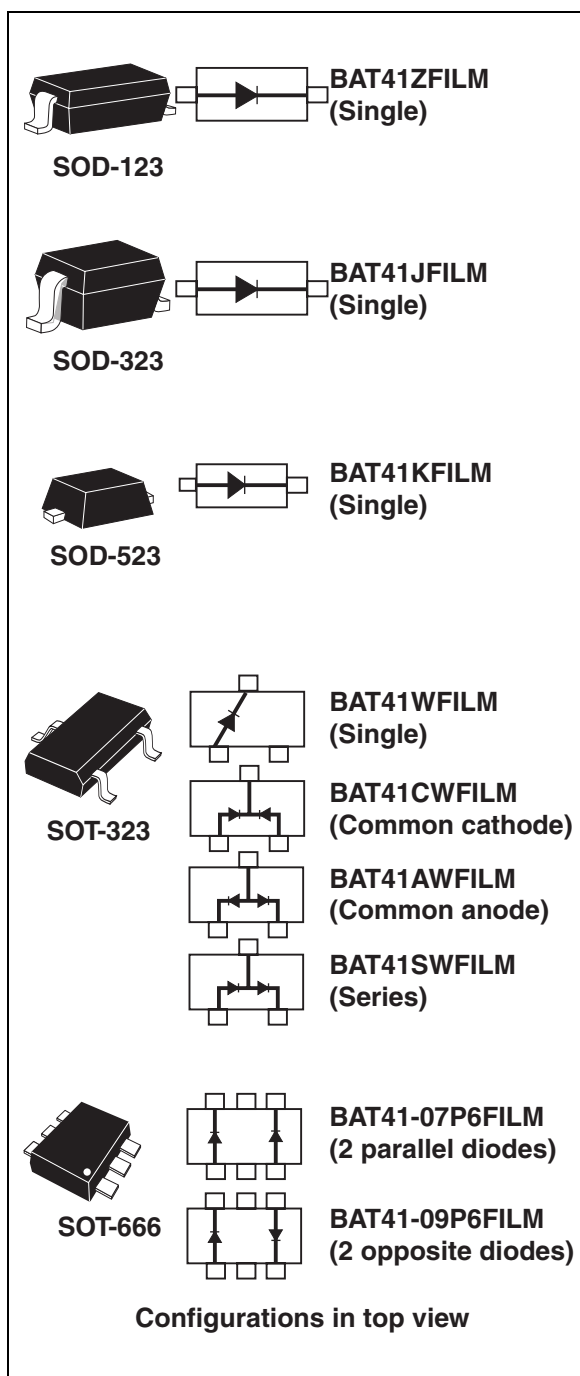 BAT41ZFILM
(Single)
SOD-123
BAT41JFILM
(Single)
SOD-323
BAT41KFILM
(Single)
SOD-523
BAT41WFILM
(Single)
BAT41CWFILM
(Common cathode)
SOT-323
BAT41AWFILM
(Common anode)
BAT41SWFILM
(Series)
BAT41-07P6FILM
(2 parallel diodes)
SOT-666
BAT41-09P6FILM
(2 opposite diodes)
Configurations in top view